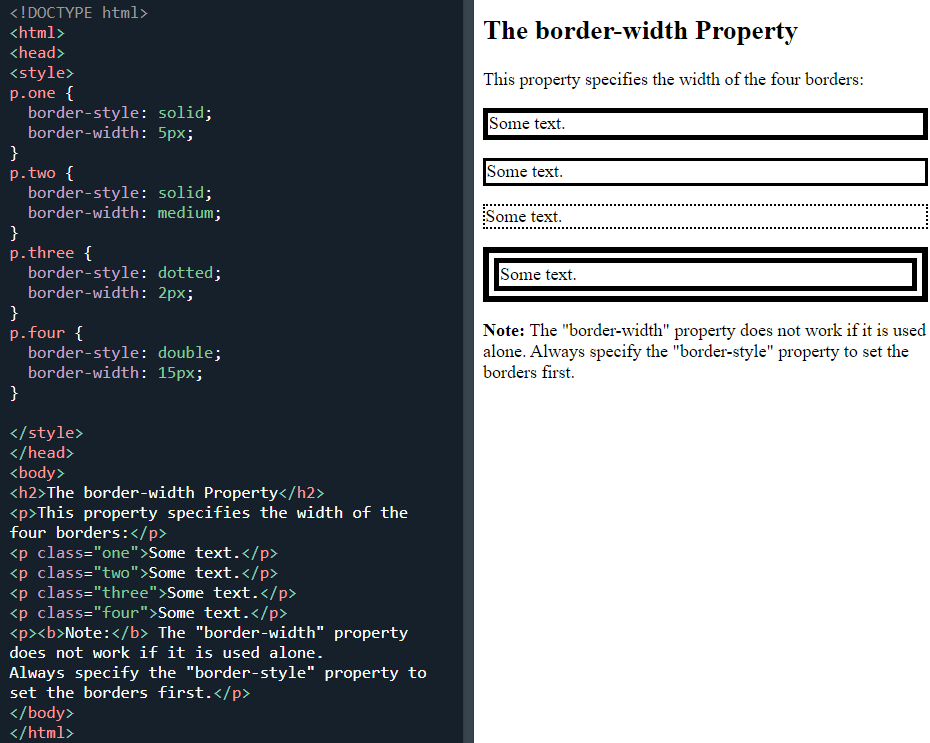 <!DOCTYPE html>
<html>
<head>
<style>
p.one {
  border-style: solid;
  border-width: 5px;
}
p.two {
  border-style: solid;
  border-width: medium;
}
p.three {
  border-style: dotted;
  border-width: 2px;
}
p.four {
  border-style: double;
  border-width: 15px;
}

</style>
</head>
<body>
<h2>The border-width Property</h2>
<p>This property specifies the width of the
four borders:</p>
<p class="one">Some text.</p>
<p class="two">Some text.</p>
<p class="three">Some text.</p>
<p class="four">Some text.</p>
<p><b>Note:</b> The "border-width" property
does not work if it is used alone.
Always specify the "border-style" property to
set the borders first.</p>
</body>
</html>
The border-width Property
This property specifies the width of the four borders:
Some text.
Some text.
Some text.
Some text.
Note: The "border-width" property does not work if it is used
alone. Always specify the "border-style" property to set the
borders first.